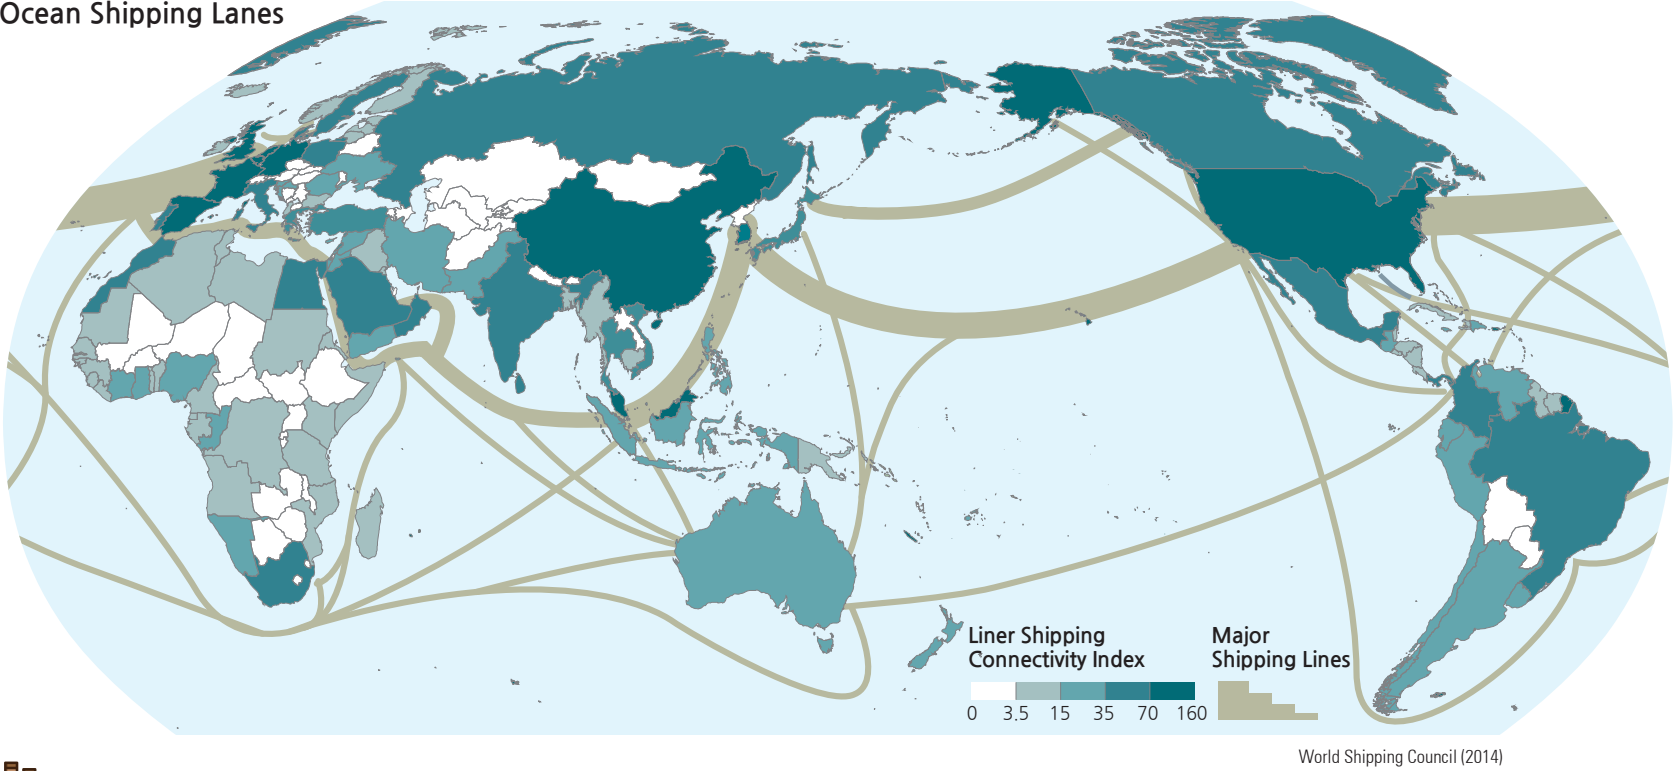 Ocean Shipping Lanes
Liner Shipping
Connectivity Index
0 3.5 15 35 70 160
Major
Shipping Lines
World Shipping Council (2014)